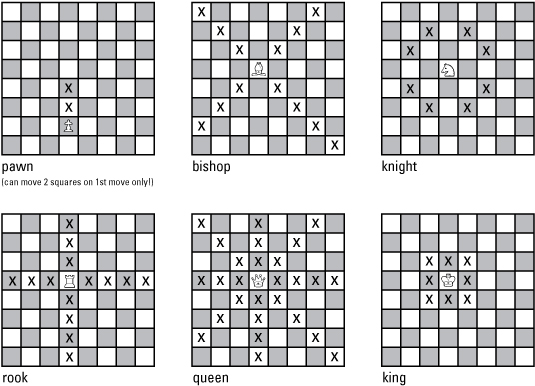 pawn
(can move 2 squares on 1st move only!)
bishop
knight
rook
queen
king